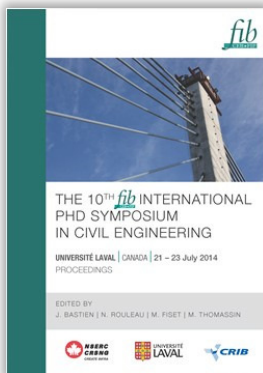 fib
THE 10TH fib INTERNATIONAL
PHD SYMPOSIUM
IN CIVIL ENGINEERING
UNIVERSITÉ LAVAL | CANADA | 21 – 23 July 2014
PROCEEDINGS
EDITED BY
J. BASTIEN | N. ROULEAU | M. FISET | M. THOMASSIN
NSERC
CRSNG
UNIVERSITÉ
LAVAL
CRIB